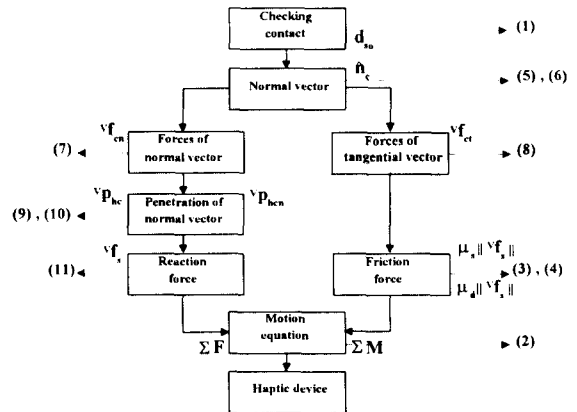 Checking
contact
d_sn
(1)
Normal vector
n̂_c
(5) , (6)
ᵛf_cn
ᵛf_ct
(7)
Forces of
normal vector
Forces of
tangential vector
(8)
ᵛp_hc
ᵛp_hcn
(9) , (10)
Penetration of
normal vector
ᵛf_s
(11)
Reaction
force
Friction
force
μ_s‖ ᵛf_s‖
(3) , (4)
μ_d‖ ᵛf_s‖
Motion
equation
ΣF
ΣM
(2)
Haptic device